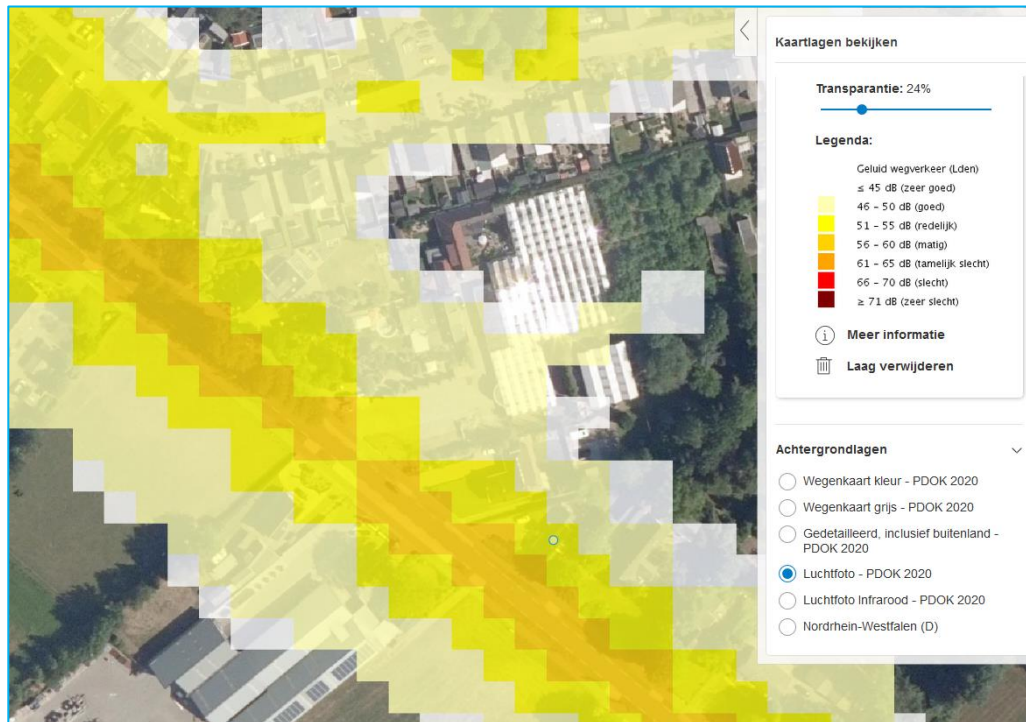 Kaartlagen bekijken
Transparantie: 24%
Legenda:
Geluid wegverkeer (Lden)
≤ 45 dB (zeer goed)
46 – 50 dB (goed)
51 – 55 dB (redelijk)
56 – 60 dB (matig)
61 – 65 dB (tamelijk slecht)
66 – 70 dB (slecht)
≥ 71 dB (zeer slecht)
Meer informatie
Laag verwijderen
Achtergrondlagen
Wegenkaart kleur - PDOK 2020
Wegenkaart grijs - PDOK 2020
Gedetailleerd, inclusief buitenland -
PDOK 2020
Luchtfoto - PDOK 2020
Luchtfoto Infrarood - PDOK 2020
Nordrhein-Westfalen (D)